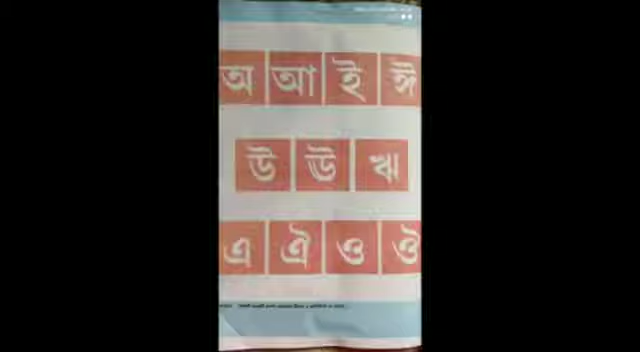 অ আ ই ঈ
উ ঊ ঋ
এ ঐ ও ঔ